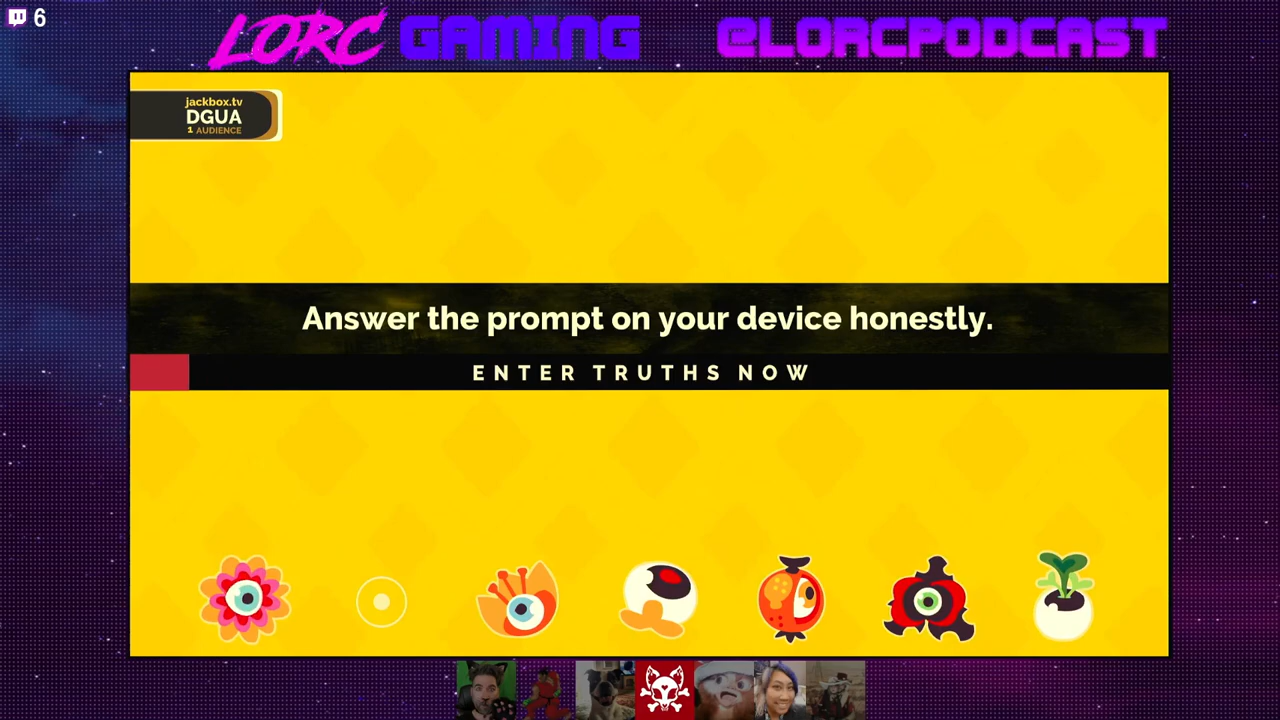 6
LORC GAMING
@LORCPODCAST
jackbox.tv
DGUA
1 AUDIENCE
Answer the prompt on your device honestly.
ENTER TRUTHS NOW